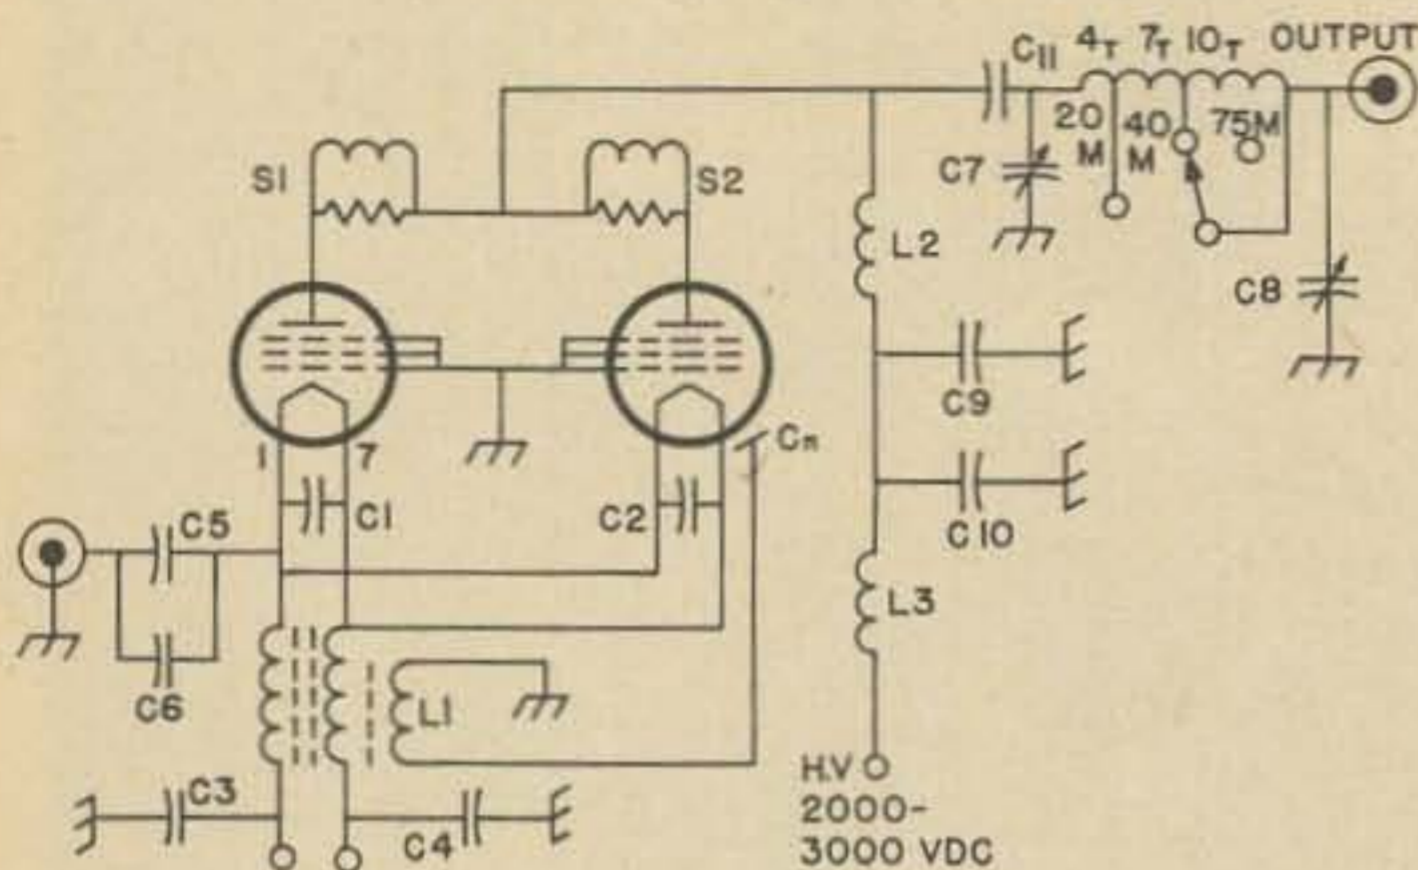 C11 4T 7T 10T OUTPUT
20 M
40 M
75M
C7
S1
S2
L2
C8
C9
Cn
1 7
C1
C2
C5
C10
L3
C6
L1
C3
C4
H.V
2000-
3000 VDC